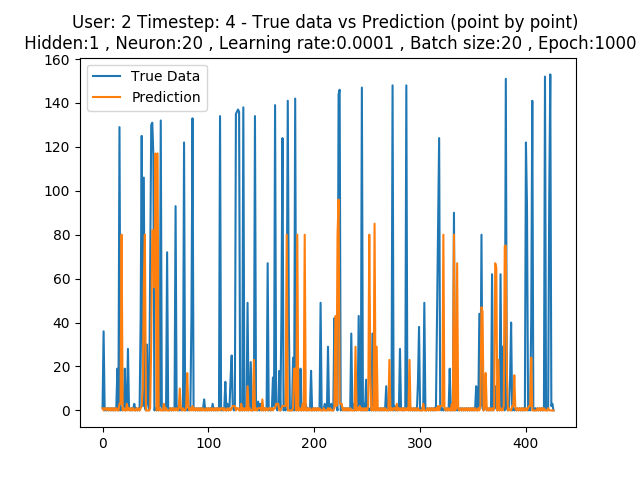 User: 2 Timestep: 4 - True data vs Prediction (point by point)
Hidden:1 , Neuron:20 , Learning rate:0.0001 , Batch size:20 , Epoch:1000
160
True Data
Prediction
140
120
100
80
60
40
20
0
0 100 200 300 400